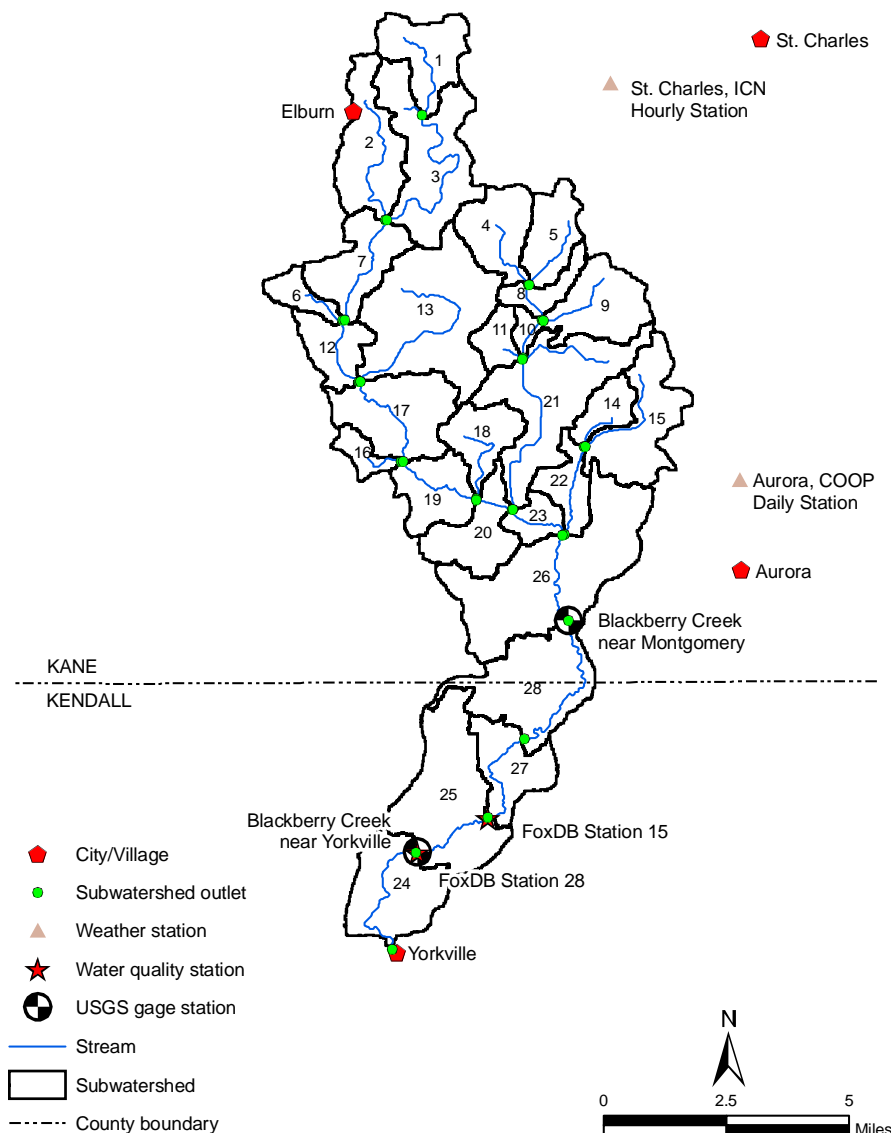 St. Charles
St. Charles, ICN
Hourly Station
Elburn
1
2
3
4
5
7
6
8
9
13
11
10
12
21
14
17
15
18
16
22
19
23
20
Aurora, COOP
Daily Station
26
Aurora
Blackberry Creek
near Montgomery
KANE
KENDALL
28
27
25
Blackberry Creek
near Yorkville
FoxDB Station 15
FoxDB Station 28
24
Yorkville
City/Village
Subwatershed outlet
Weather station
Water quality station
USGS gage station
Stream
Subwatershed
County boundary
N
0 2.5 5
Miles